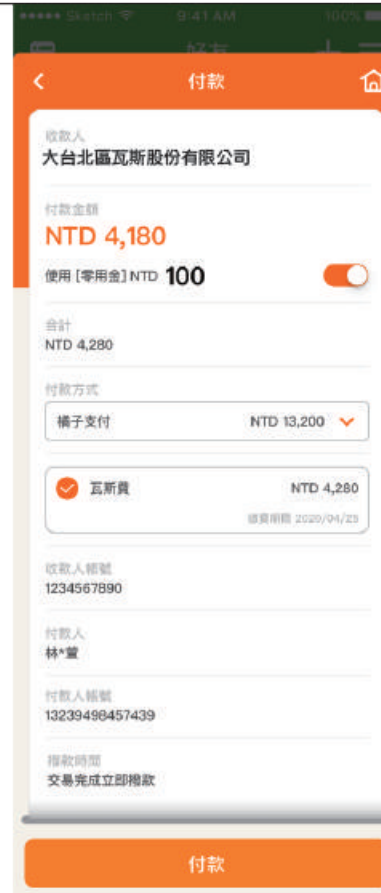 Sketch 9:41 AM 100%
好友
付款
收款人
大台北區瓦斯股份有限公司
付款金額
NTD 4,180
使用 [零用金] NTD 100
合計
NTD 4,280
付款方式
橘子支付 NTD 13,200
瓦斯費 NTD 4,280
繳費期限 2020/04/25
收款人帳號
1234567890
付款人
林*萱
付款人帳號
13239498457439
撥款時間
交易完成立即撥款
付款